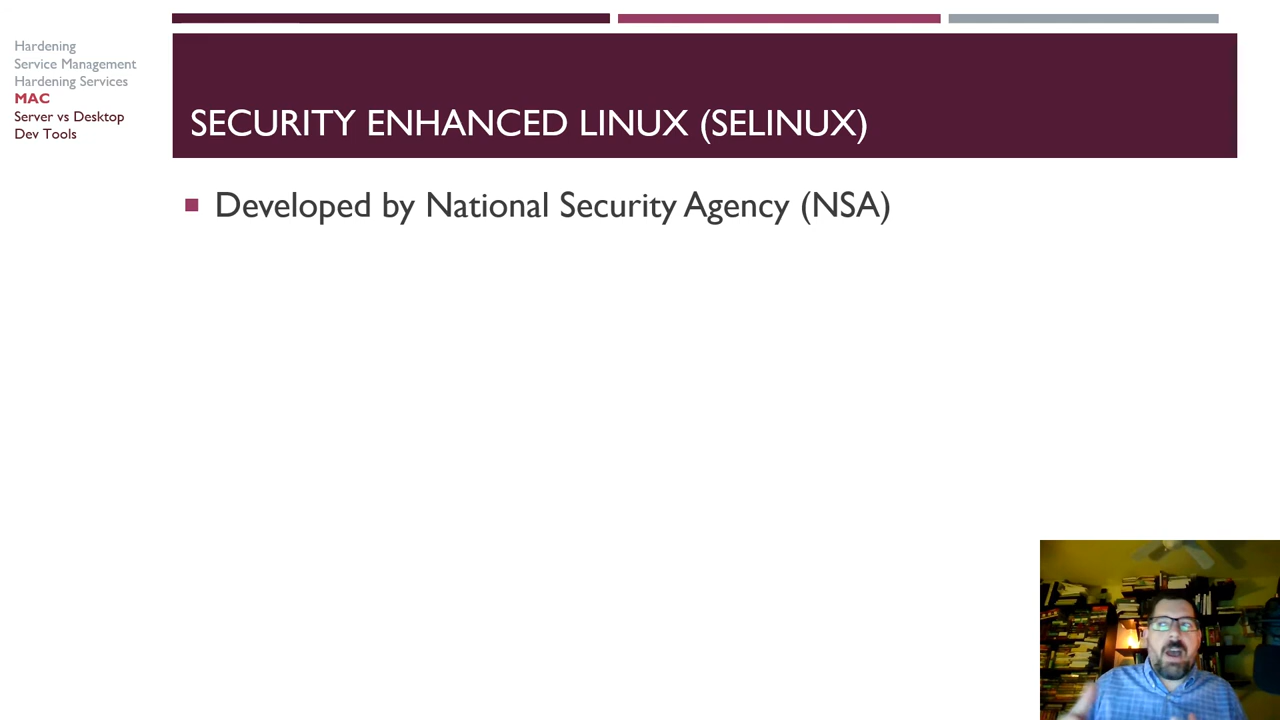 Hardening
Service Management
Hardening Services
MAC
Server vs Desktop
Dev Tools
SECURITY ENHANCED LINUX (SELINUX)
Developed by National Security Agency (NSA)